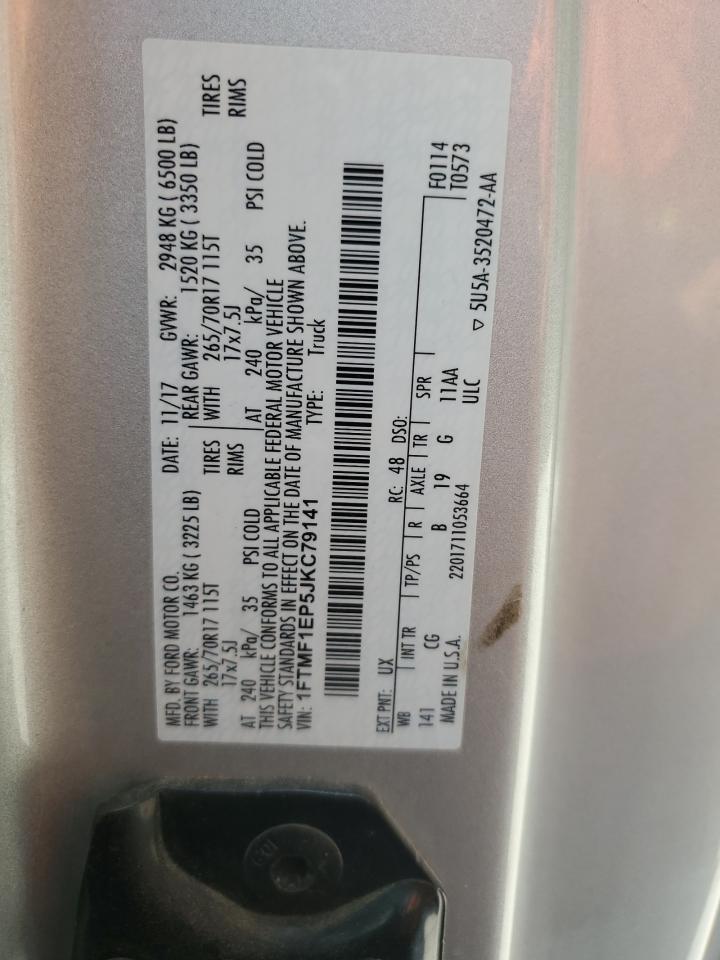 MFD. BY FORD MOTOR CO.
DATE: 11/17 GVWR: 2948 KG ( 6500 LB)
FRONT GAWR: 1463 KG ( 3225 LB)
REAR GAWR: 1520 KG ( 3350 LB)
WITH 265/70R17 115T TIRES
WITH 265/70R17 115T TIRES
17x7.5J RIMS
17x7.5J RIMS
AT 240 kPa/ 35 PSI COLD
AT 240 kPa/ 35 PSI COLD
THIS VEHICLE CONFORMS TO ALL APPLICABLE FEDERAL MOTOR VEHICLE
SAFETY STANDARDS IN EFFECT ON THE DATE OF MANUFACTURE SHOWN ABOVE.
VIN: 1FTMF1EP5JKC79141 TYPE: Truck
EXT PNT: UX RC: 48 DSO:
WB INT TR TP/PS R AXLE TR SPR F0114
141 CG B 19 G 11AA T0573
ULC
MADE IN U.S.A. 2201711053664 ▽ 5U5A-3520472-AA